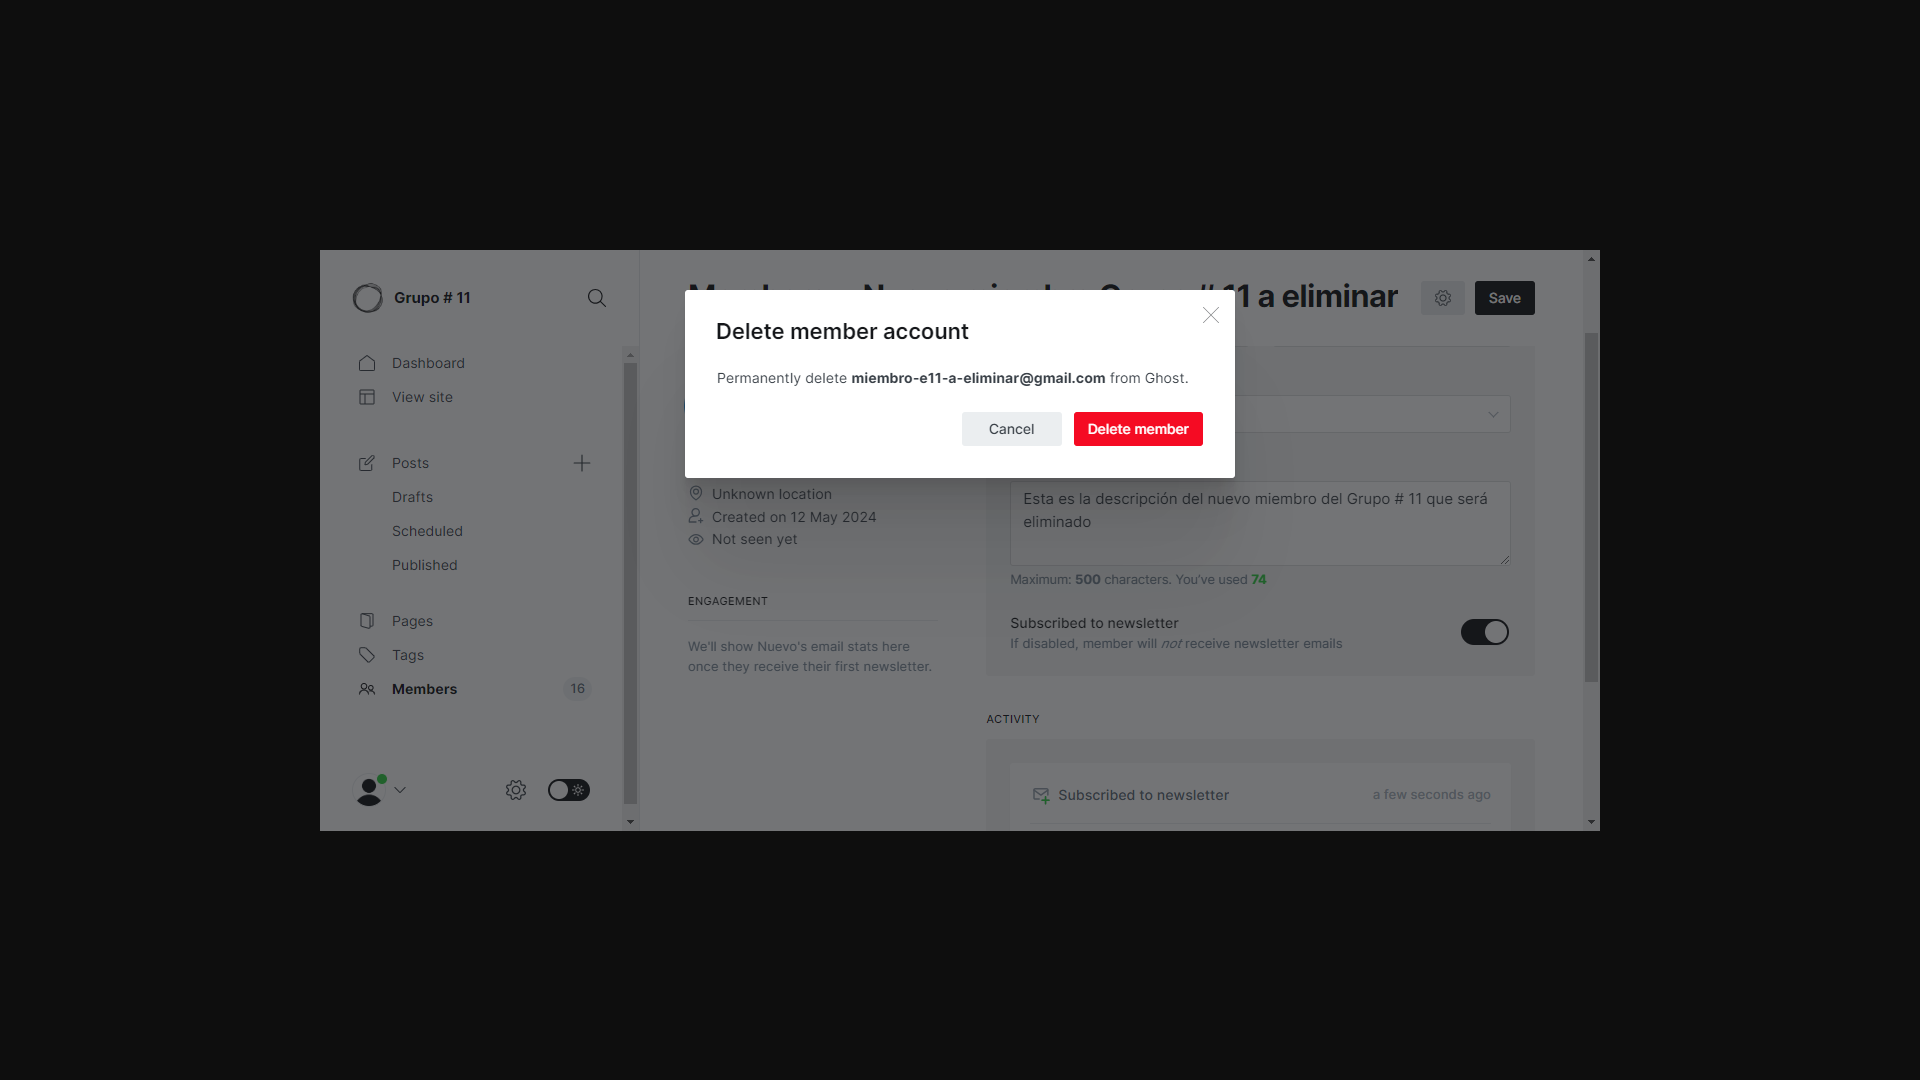 Grupo # 11
Dashboard
View site
Posts
Drafts
Scheduled
Published
Pages
Tags
Members
16
11 a eliminar
Save
Delete member account
Permanently delete miembro-e11-a-eliminar@gmail.com from Ghost.
Cancel
Delete member
Unknown location
Created on 12 May 2024
Not seen yet
ENGAGEMENT
We'll show Nuevo's email stats here
once they receive their first newsletter.
Esta es la descripción del nuevo miembro del Grupo # 11 que será
eliminado
Maximum: 500 characters. You've used 74
Subscribed to newsletter
If disabled, member will not receive newsletter emails
ACTIVITY
Subscribed to newsletter
a few seconds ago